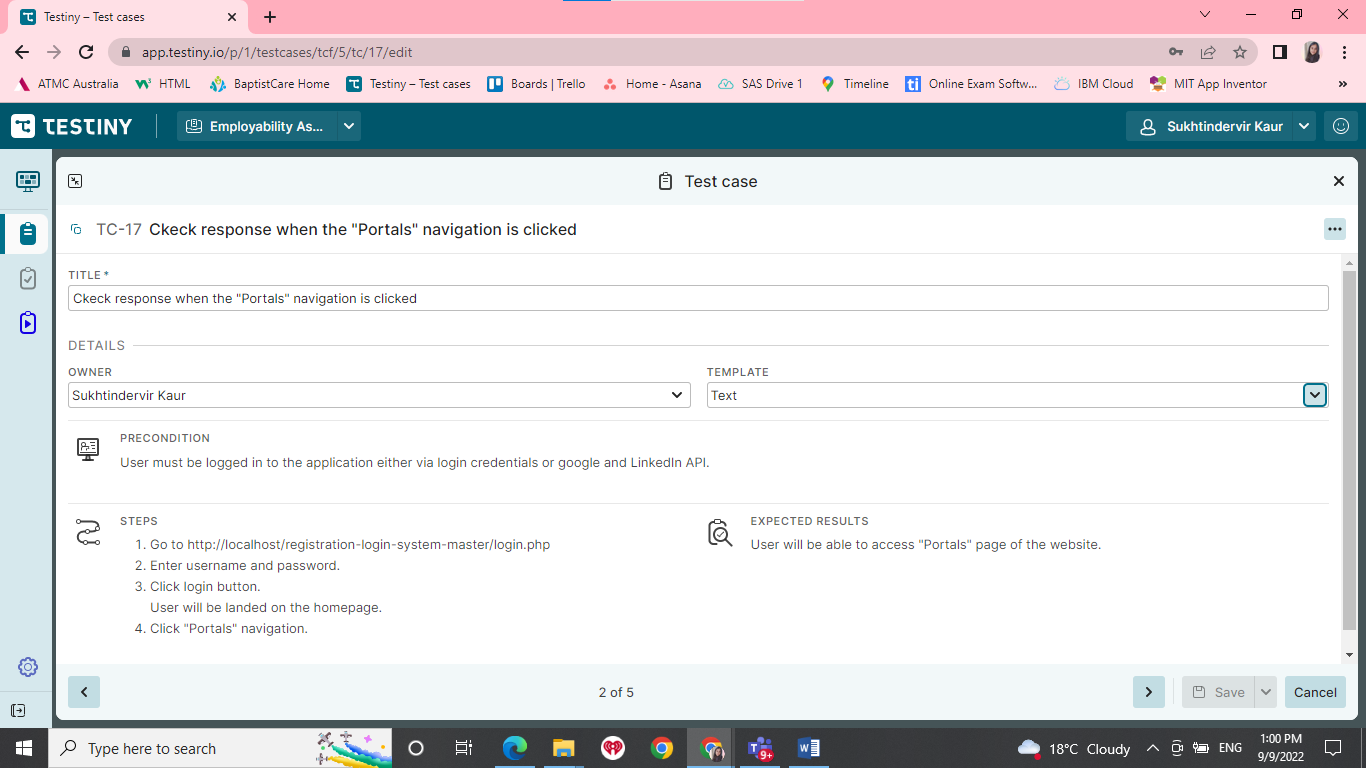 Testiny – Test cases
app.testiny.io/p/1/testcases/tcf/5/tc/17/edit
ATMC Australia
HTML
BaptistCare Home
Testiny – Test cases
Boards | Trello
Home - Asana
SAS Drive 1
Timeline
Online Exam Softw...
IBM Cloud
MIT App Inventor
»
TESTINY
Employability As...
Sukhtindervir Kaur
Test case
TC-17 Ckeck response when the "Portals" navigation is clicked
TITLE *
Ckeck response when the "Portals" navigation is clicked
DETAILS
OWNER
Sukhtindervir Kaur
TEMPLATE
Text
PRECONDITION
User must be logged in to the application either via login credentials or google and LinkedIn API.
STEPS
1. Go to http://localhost/registration-login-system-master/login.php
2. Enter username and password.
3. Click login button.
User will be landed on the homepage.
4. Click "Portals" navigation.
EXPECTED RESULTS
User will be able to access "Portals" page of the website.
2 of 5
Save
Cancel
Type here to search
9+
18°C Cloudy
ENG
1:00 PM
9/9/2022